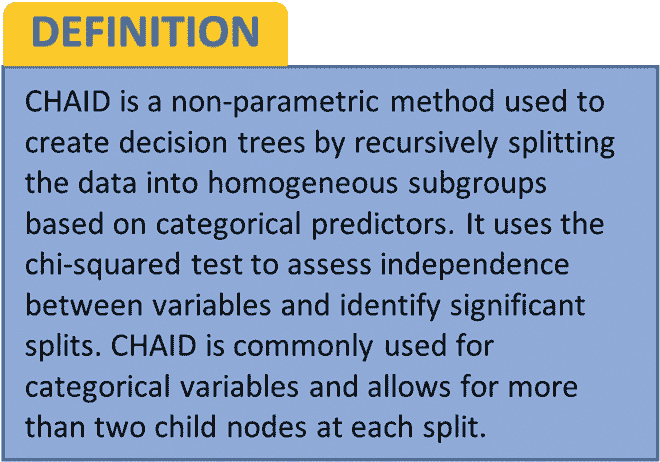 DEFINITION
CHAID is a non-parametric method used to
create decision trees by recursively splitting
the data into homogeneous subgroups
based on categorical predictors. It uses the
chi-squared test to assess independence
between variables and identify significant
splits. CHAID is commonly used for
categorical variables and allows for more
than two child nodes at each split.